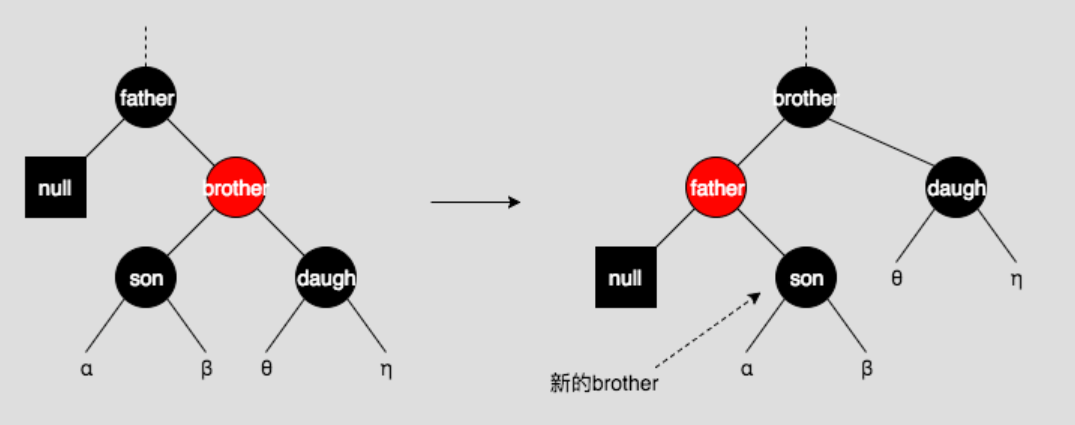 father
null
brother
son
daugh
α
β
θ
η
brother
father
daugh
null
son
θ
η
α
β
新的brother